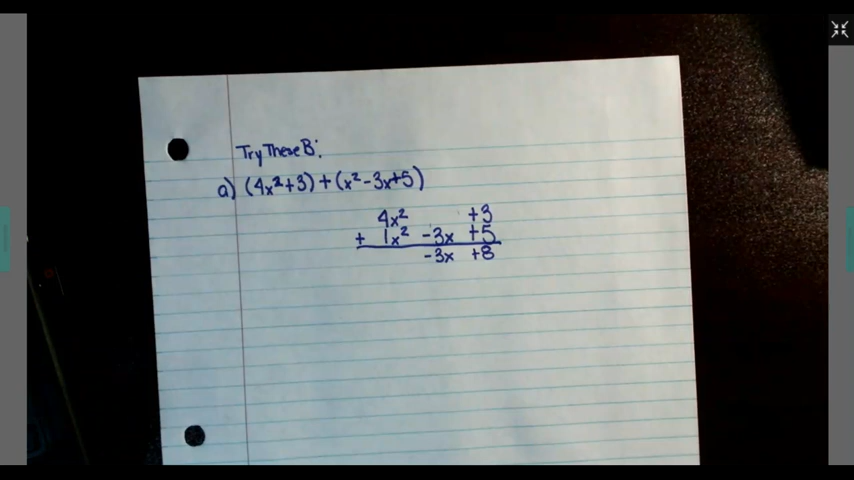 Try These B:
a) (4x²+3)+(x²-3x+5)
4x² +3
+ 1x² -3x +5
-3x +8